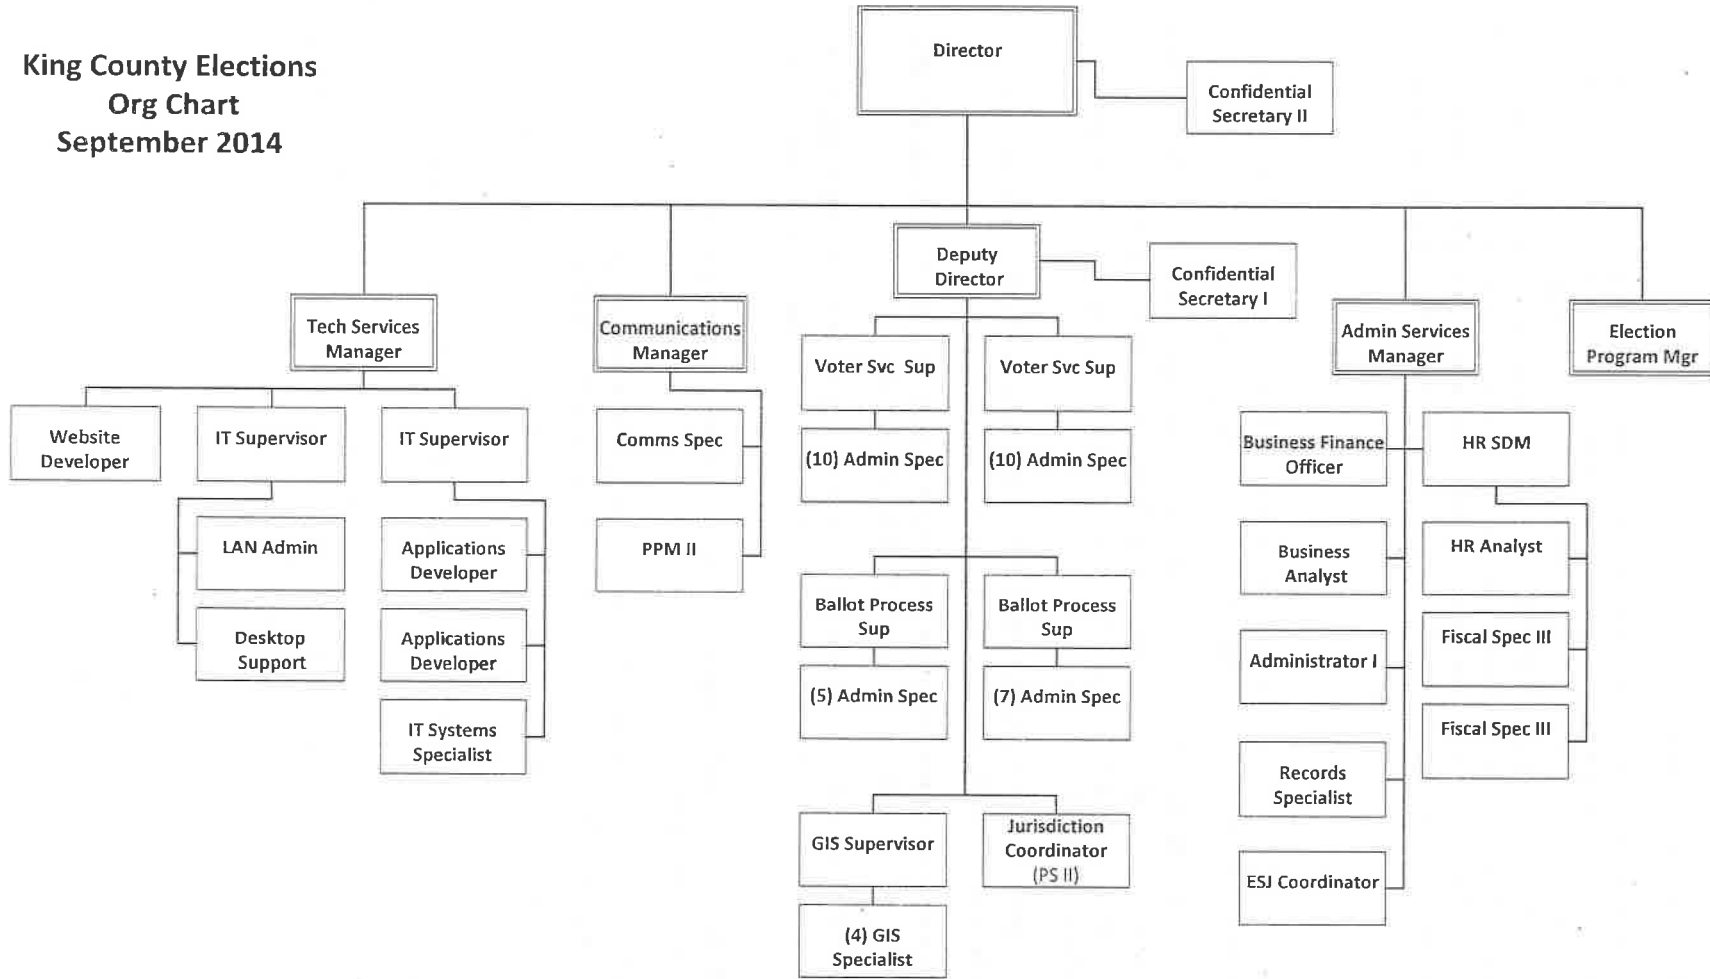 King County Elections
Org Chart
September 2014
Director
Confidential
Secretary II
Deputy
Director
Confidential
Secretary I
Tech Services
Manager
Communications
Manager
Admin Services
Manager
Election
Program Mgr
Website
Developer
IT Supervisor
IT Supervisor
LAN Admin
Desktop
Support
Applications
Developer
Applications
Developer
IT Systems
Specialist
Comms Spec
PPM II
Voter Svc Sup
Voter Svc Sup
(10) Admin Spec
(10) Admin Spec
Ballot Process
Sup
Ballot Process
Sup
(5) Admin Spec
(7) Admin Spec
GIS Supervisor
Jurisdiction
Coordinator
(PS II)
(4) GIS
Specialist
Business Finance
Officer
HR SDM
Business
Analyst
HR Analyst
Administrator I
Fiscal Spec III
Fiscal Spec III
Records
Specialist
ESJ Coordinator